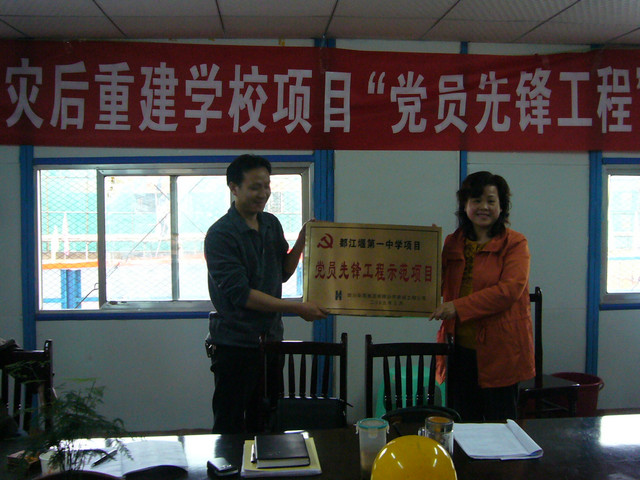 灾后重建学校项目“党员先锋工程
都江堰第一中学项目
党员先锋工程示范项目